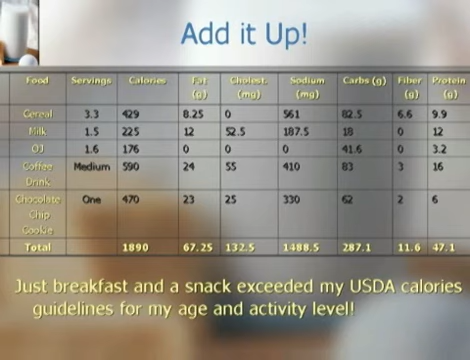 Add it Up!
Food Servings Calories Fat (g) Cholest. (mg) Sodium (mg) Carbs (g) Fiber (g) Protein (g)
Cereal 3.3 429 8.25 0 561 82.5 6.6 9.9
Milk 1.5 225 12 52.5 187.5 18 0 12
OJ 1.6 176 0 0 0 41.6 0 3.2
Coffee Drink Medium 590 24 55 410 83 3 16
Chocolate Chip Cookie One 470 23 25 330 62 2 6
Total 1890 67.25 132.5 1488.5 287.1 11.6 47.1
Just breakfast and a snack exceeded my USDA calories
guidelines for my age and activity level!